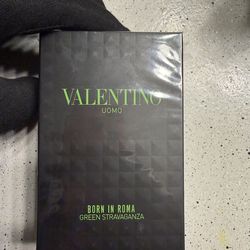 VALENTINO
UOMO
BORN IN ROMA
GREEN STRAVAGANZA